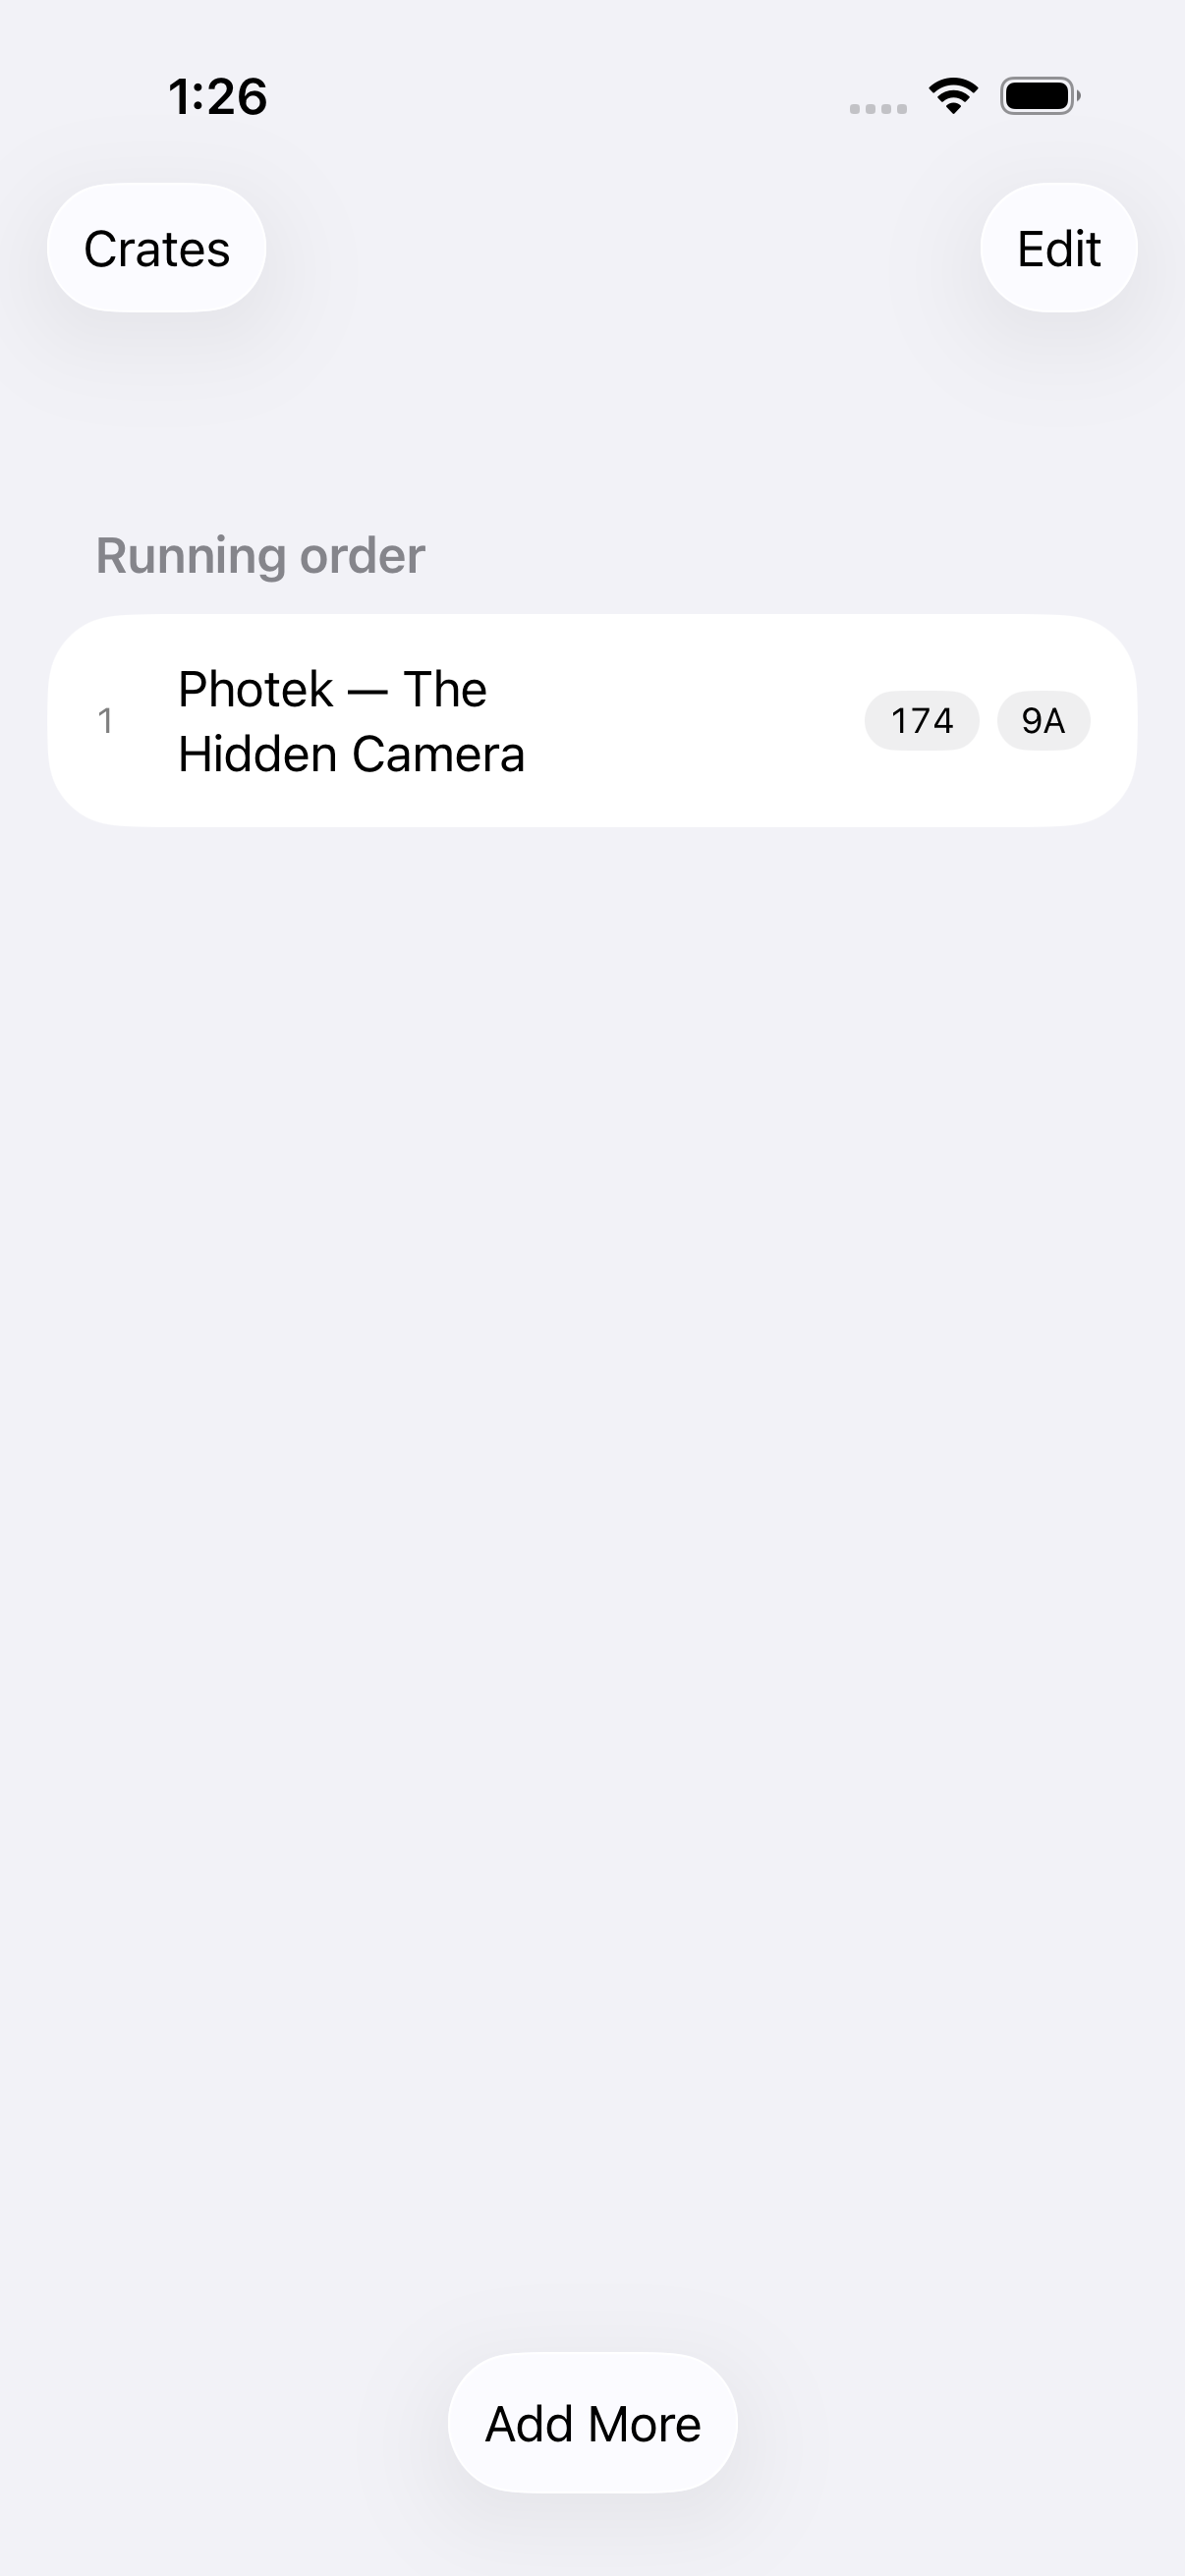 1:26
Crates
Edit
Running order
1
Photek — The
Hidden Camera
174
9A
Add More